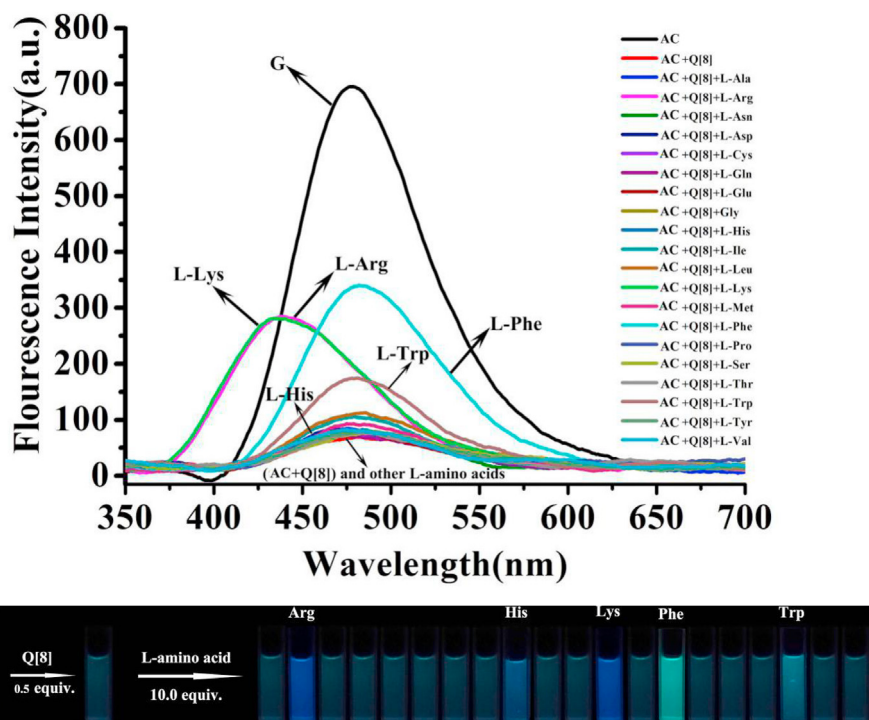 800
700
600
500
400
300
200
100
0
Flourescence Intensity(a.u.)
350
400
450
500
550
600
650
700
Wavelength(nm)
G
L-Lys
L-Arg
L-Phe
L-Trp
L-His
(AC+Q[8]) and other L-amino acids
AC
AC+Q[8]
AC +Q[8]+L-Ala
AC +Q[8]+L-Arg
AC +Q[8]+L-Asn
AC +Q[8]+L-Asp
AC +Q[8]+L-Cys
AC +Q[8]+L-Gln
AC +Q[8]+L-Glu
AC +Q[8]+Gly
AC +Q[8]+L-His
AC +Q[8]+L-Ile
AC +Q[8]+L-Leu
AC +Q[8]+L-Lys
AC +Q[8]+L-Met
AC +Q[8]+L-Phe
AC +Q[8]+L-Pro
AC +Q[8]+L-Ser
AC +Q[8]+L-Thr
AC +Q[8]+L-Trp
AC +Q[8]+L-Tyr
AC +Q[8]+L-Val
Arg
His
Lys
Phe
Trp
Q[8]
0.5 equiv.
L-amino acid
10.0 equiv.